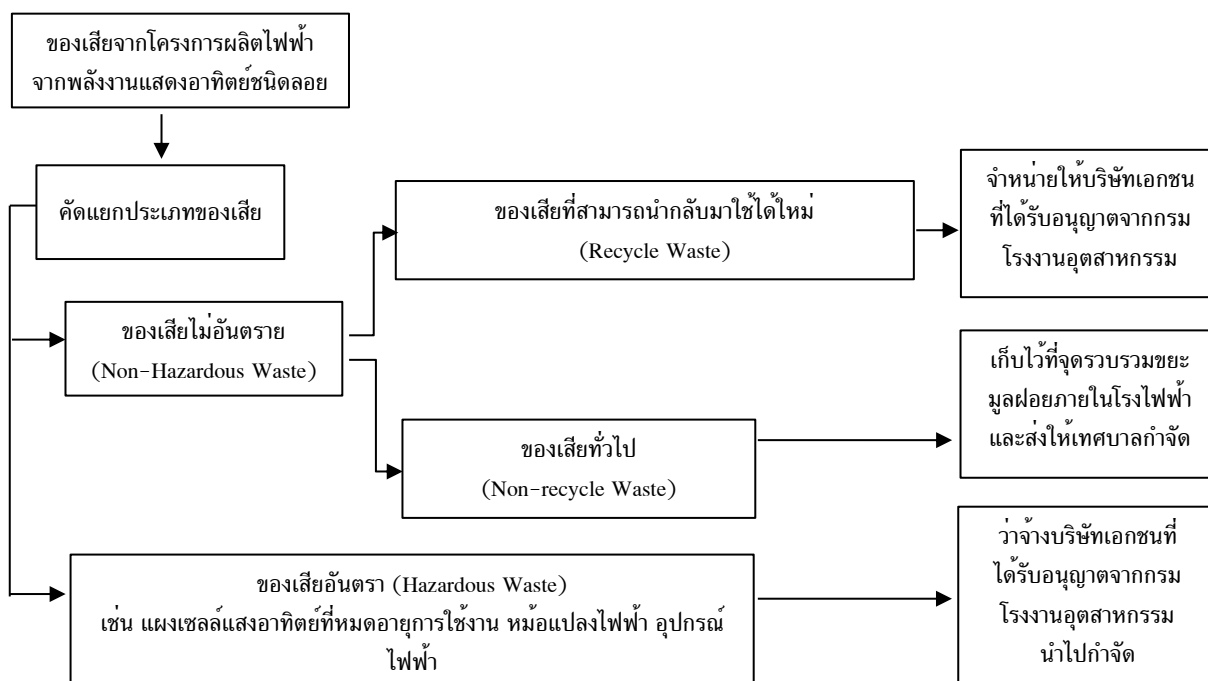 ของเสียจากโครงการผลิตไฟฟ้า
จากพลังงานแสดงอาทิตย์ชนิดลอย
คัดแยกประเภทของเสีย
ของเสียที่สามารถนำกลับมาใช้ได้ใหม่
(Recycle Waste)
จำหน่ายให้บริษัทเอกชน
ที่ได้รับอนุญาตจากกรม
โรงงานอุตสาหกรรม
ของเสียไม่อันตราย
(Non-Hazardous Waste)
เก็บไว้ที่จุดรวบรวมขยะ
มูลฝอยภายในโรงไฟฟ้า
และส่งให้เทศบาลกำจัด
ของเสียทั่วไป
(Non-recycle Waste)
ของเสียอันตรา (Hazardous Waste)
เช่น แผงเซลล์แสงอาทิตย์ที่หมดอายุการใช้งาน หม้อแปลงไฟฟ้า อุปกรณ์
ไฟฟ้า
ว่าจ้างบริษัทเอกชนที่
ได้รับอนุญาตจากกรม
โรงงานอุตสาหกรรม
นำไปกำจัด